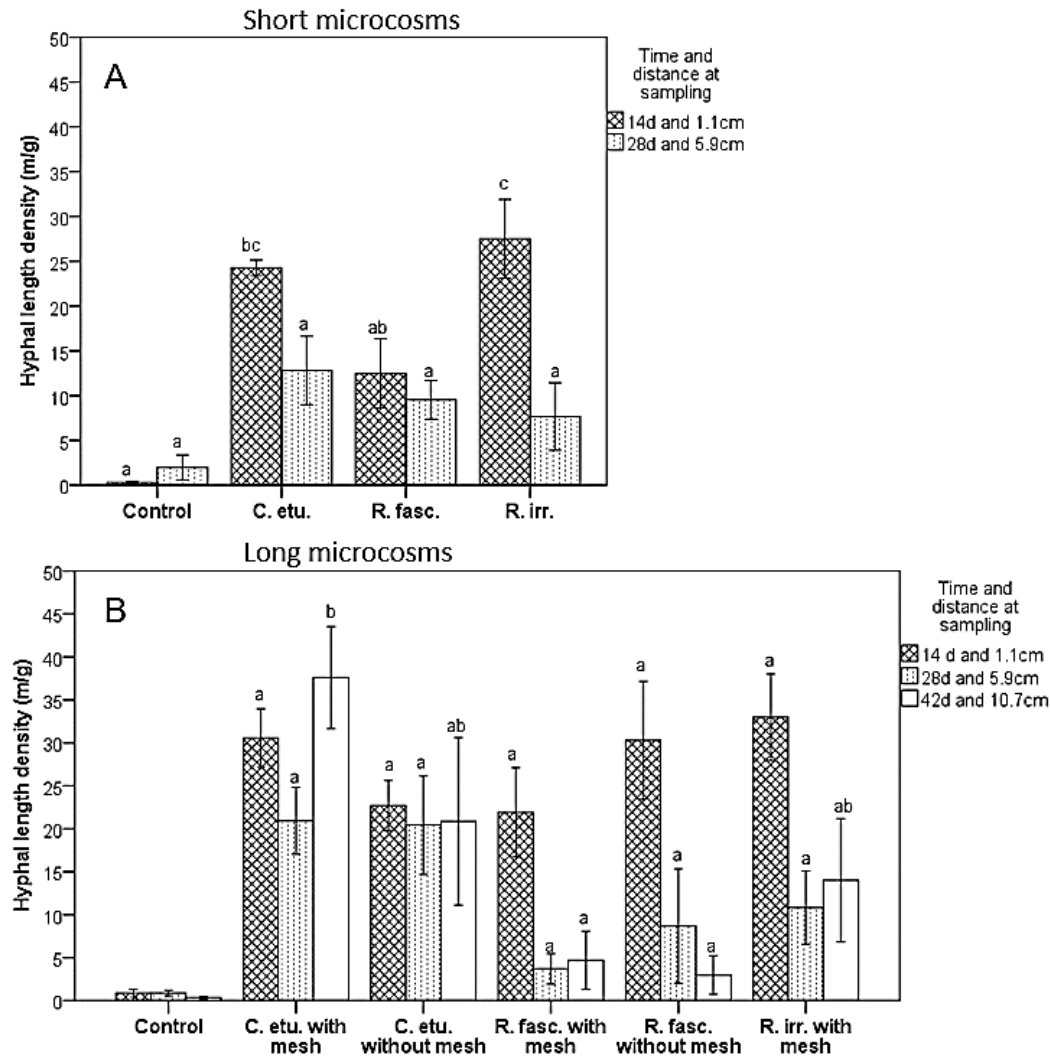 Short microcosms
A
Hyphal length density (m/g)
50
45
40
35
30
25
20
15
10
5
0
a
a
bc
a
ab
a
c
a
Control
C. etu.
R. fasc.
R. irr.
Time and
distance at
sampling
14d and 1.1cm
28d and 5.9cm
Long microcosms
B
Hyphal length density (m/g)
50
45
40
35
30
25
20
15
10
5
0
a
a
b
a
a
ab
a
a
a
a
a
a
a
a
ab
Control
C. etu. with
mesh
C. etu.
without mesh
R. fasc. with
mesh
R. fasc.
without mesh
R. irr. with
mesh
Time and
distance at
sampling
14 d and 1.1cm
28d and 5.9cm
42d and 10.7cm